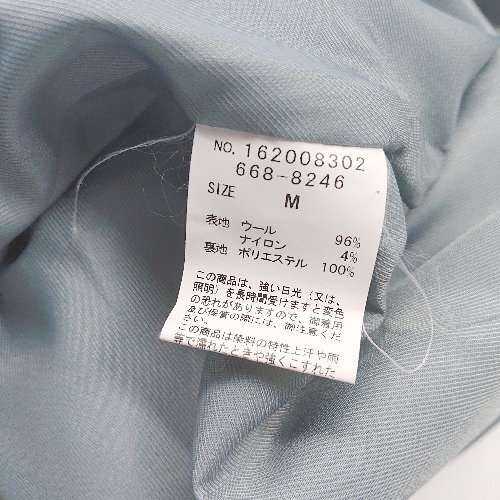 NO. 162008302
668-8246
SIZE M
表地 ウール 96%
ナイロン 4%
裏地 ポリエステル 100%
この商品は、強い日光（又は、
照明）を長時間受けますと変色
の恐れがありますので、御着用
及び保管の際には、御注意くだ
さい。
この商品は染料の特性上汗や雨
等で濡れたときや強くこすれた